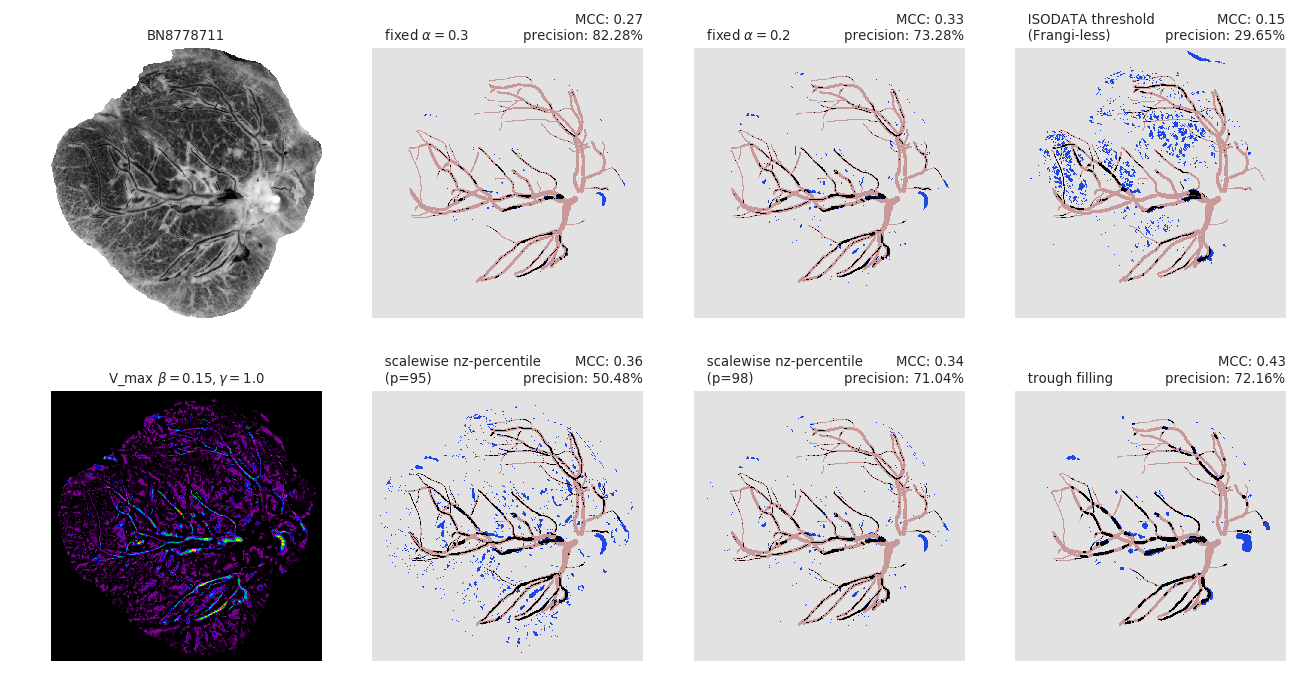 BN8778711
MCC: 0.27
fixed α = 0.3 precision: 82.28%
MCC: 0.33
fixed α = 0.2 precision: 73.28%
ISODATA threshold MCC: 0.15
(Frangi-less) precision: 29.65%
V_max β = 0.15, γ = 1.0
scalewise nz-percentile MCC: 0.36
(p=95) precision: 50.48%
scalewise nz-percentile MCC: 0.34
(p=98) precision: 71.04%
MCC: 0.43
trough filling precision: 72.16%